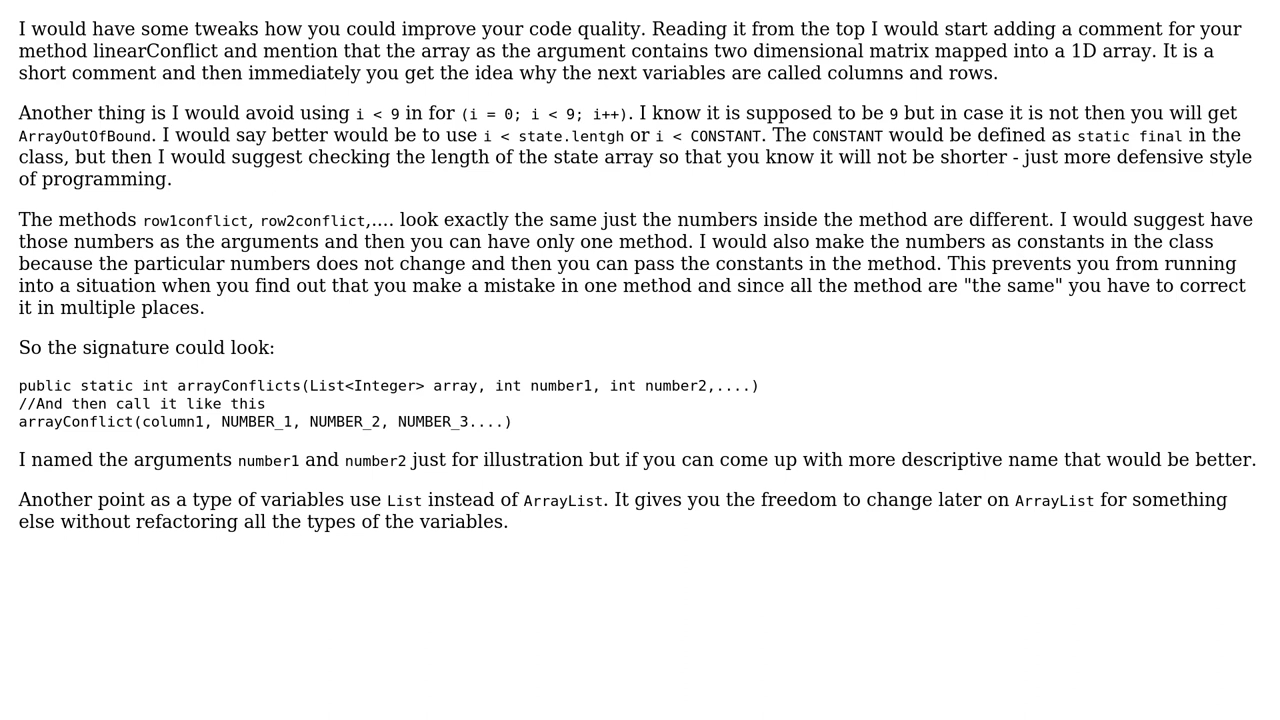 I would have some tweaks how you could improve your code quality. Reading it from the top I would start adding a comment for your
method linearConflict and mention that the array as the argument contains two dimensional matrix mapped into a 1D array. It is a
short comment and then immediately you get the idea why the next variables are called columns and rows.
Another thing is I would avoid using i < 9 in for (i = 0; i < 9; i++). I know it is supposed to be 9 but in case it is not then you will get
ArrayOutOfBound. I would say better would be to use i < state.lentgh or i < CONSTANT. The CONSTANT would be defined as static final in the
class, but then I would suggest checking the length of the state array so that you know it will not be shorter - just more defensive style
of programming.
The methods row1conflict, row2conflict,.... look exactly the same just the numbers inside the method are different. I would suggest have
those numbers as the arguments and then you can have only one method. I would also make the numbers as constants in the class
because the particular numbers does not change and then you can pass the constants in the method. This prevents you from running
into a situation when you find out that you make a mistake in one method and since all the method are "the same" you have to correct
it in multiple places.
So the signature could look:
public static int arrayConflicts(List<Integer> array, int number1, int number2,....)
//And then call it like this
arrayConflict(column1, NUMBER_1, NUMBER_2, NUMBER_3....)
I named the arguments number1 and number2 just for illustration but if you can come up with more descriptive name that would be better.
Another point as a type of variables use List instead of ArrayList. It gives you the freedom to change later on ArrayList for something
else without refactoring all the types of the variables.